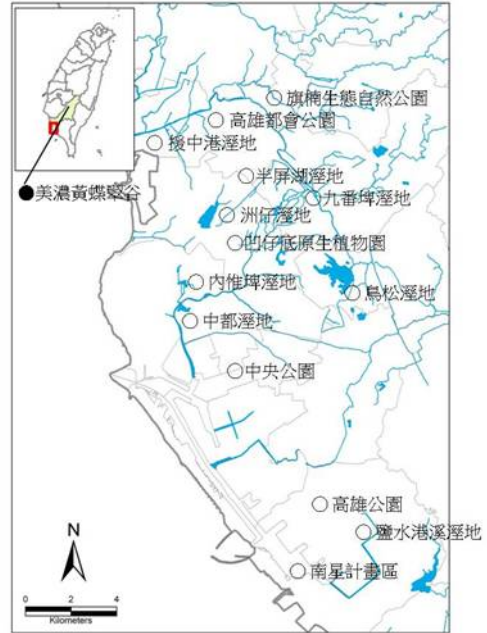 旗楠生態自然公園
高雄都會公園
援中港溼地
半屏湖溼地
美濃黃蝶翠谷
九番埤溼地
洲仔溼地
凹仔底原生植物園
內惟埤溼地
鳥松溼地
中都溼地
中央公園
高雄公園
鹽水港溪溼地
南星計畫區
N
0 2 4
Kilometers